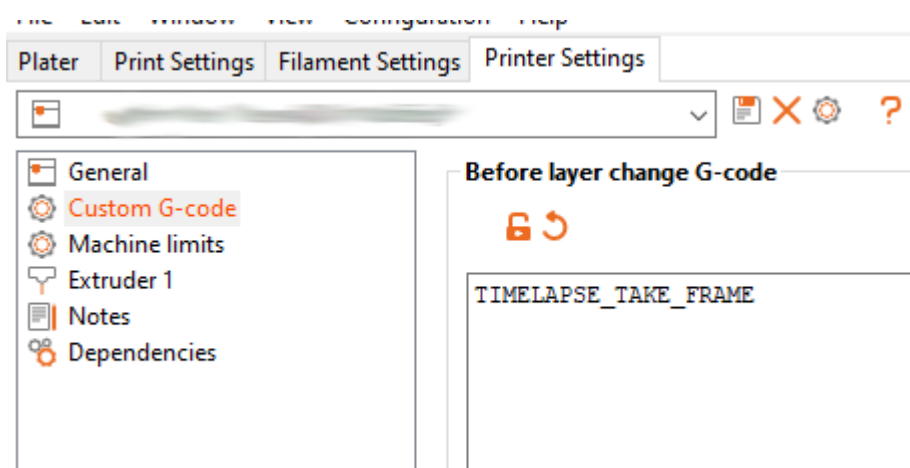 Plater Print Settings Filament Settings Printer Settings
?
General
Custom G-code
Machine limits
Extruder 1
Notes
Dependencies
Before layer change G-code
TIMELAPSE_TAKE_FRAME